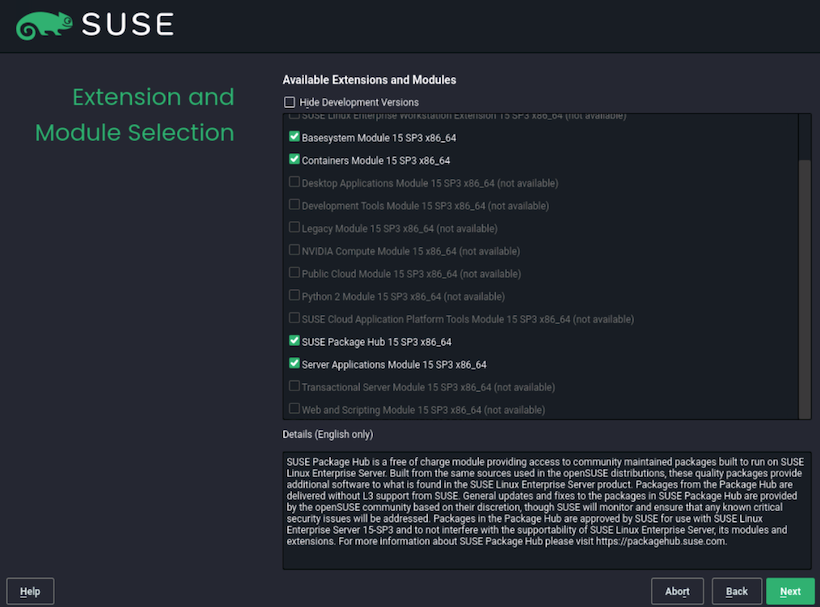 SUSE
Extension and
Module Selection
Available Extensions and Modules
Hide Development Versions
SUSE Linux Enterprise Workstation Extension 15 SP3 x86_64 (not available)
Basesystem Module 15 SP3 x86_64
Containers Module 15 SP3 x86_64
Desktop Applications Module 15 SP3 x86_64 (not available)
Development Tools Module 15 SP3 x86_64 (not available)
Legacy Module 15 SP3 x86_64 (not available)
NVIDIA Compute Module 15 x86_64 (not available)
Public Cloud Module 15 SP3 x86_64 (not available)
Python 2 Module 15 SP3 x86_64 (not available)
SUSE Cloud Application Platform Tools Module 15 SP3 x86_64 (not available)
SUSE Package Hub 15 SP3 x86_64
Server Applications Module 15 SP3 x86_64
Transactional Server Module 15 SP3 x86_64 (not available)
Web and Scripting Module 15 SP3 x86_64 (not available)
Details (English only)
SUSE Package Hub is a free of charge module providing access to community maintained packages built to run on SUSE
Linux Enterprise Server. Built from the same sources used in the openSUSE distributions, these quality packages provide
additional software to what is found in the SUSE Linux Enterprise Server product. Packages from the Package Hub are
delivered without L3 support from SUSE. General updates and fixes to the packages in SUSE Package Hub are provided
by the openSUSE community based on their discretion, though SUSE will monitor and ensure that any known critical
security issues will be addressed. Packages in the Package Hub are approved by SUSE for use with SUSE Linux
Enterprise Server 15-SP3 and to not interfere with the supportability of SUSE Linux Enterprise Server, its modules and
extensions. For more information about SUSE Package Hub please visit https://packagehub.suse.com.
Help
Abort
Back
Next